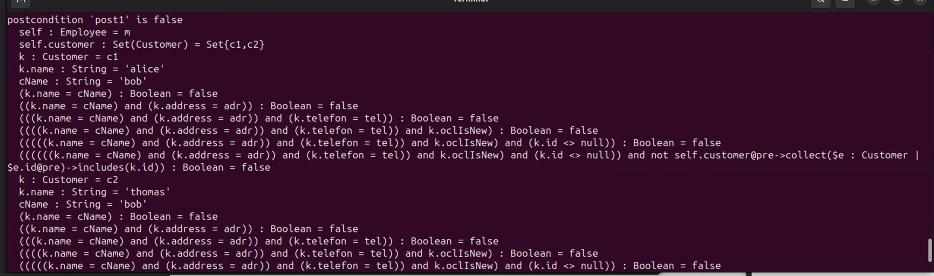 Terminal
postcondition `post1' is false
self : Employee = m
self.customer : Set(Customer) = Set{c1,c2}
k : Customer = c1
k.name : String = 'alice'
cName : String = 'bob'
(k.name = cName) : Boolean = false
((k.name = cName) and (k.address = adr)) : Boolean = false
(((k.name = cName) and (k.address = adr)) and (k.telefon = tel)) : Boolean = false
((((k.name = cName) and (k.address = adr)) and (k.telefon = tel)) and k.oclIsNew) : Boolean = false
(((((k.name = cName) and (k.address = adr)) and (k.telefon = tel)) and k.oclIsNew) and (k.id <> null)) : Boolean = false
((((((k.name = cName) and (k.address = adr)) and (k.telefon = tel)) and k.oclIsNew) and (k.id <> null)) and not self.customer@pre->collect($e : Customer |
$e.id@pre)->includes(k.id)) : Boolean = false
k : Customer = c2
k.name : String = 'thomas'
cName : String = 'bob'
(k.name = cName) : Boolean = false
((k.name = cName) and (k.address = adr)) : Boolean = false
(((k.name = cName) and (k.address = adr)) and (k.telefon = tel)) : Boolean = false
((((k.name = cName) and (k.address = adr)) and (k.telefon = tel)) and k.oclIsNew) : Boolean = false
(((((k.name = cName) and (k.address = adr)) and (k.telefon = tel)) and k.oclIsNew) and (k.id <> null)) : Boolean = false